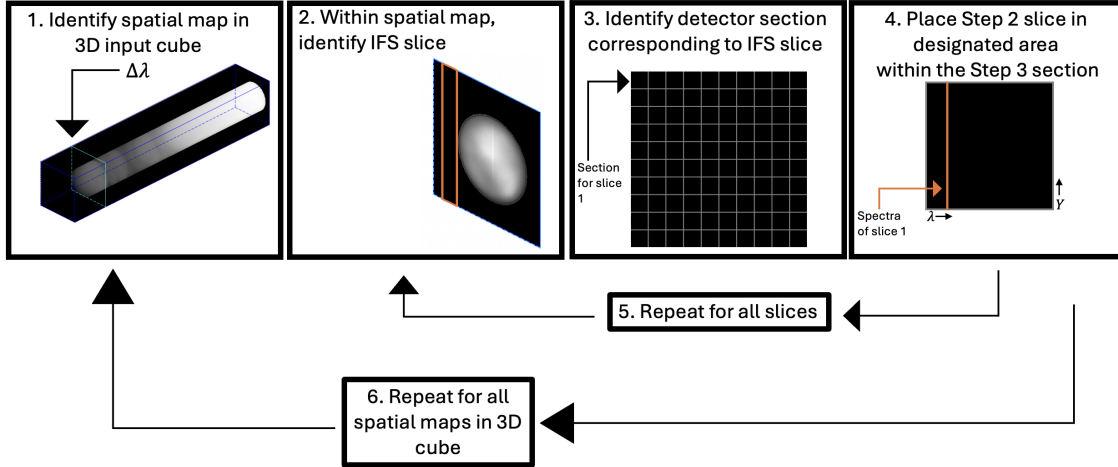 1. Identify spatial map in
3D input cube
Δλ
2. Within spatial map,
identify IFS slice
3. Identify detector section
corresponding to IFS slice
Section
for slice
1
4. Place Step 2 slice in
designated area
within the Step 3 section
Spectra
of slice 1
λ
Y
5. Repeat for all slices
6. Repeat for all
spatial maps in 3D
cube